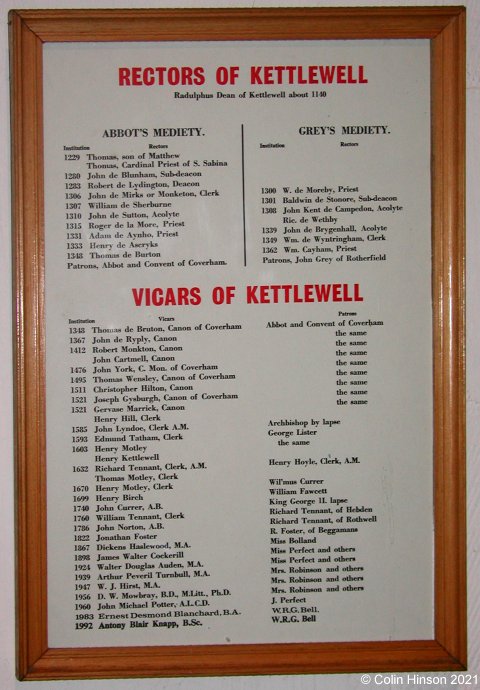 RECTORS OF KETTLEWELL
Radulphus Dean of Kettlewell about 1140
ABBOT'S MEDIETY.
Institution Rectors
1229 Thomas, son of Matthew
Thomas, Cardinal Priest of S. Sabina
1280 John de Blunham, Sub-deacon
1283 Robert de Lydington, Deacon
1306 John de Mirks or Monketon, Clerk
1307 William de Sherburne
1310 John de Sutton, Acolyte
1315 Roger de la More, Priest
1331 Adam de Aynho, Priest
1333 Henry de Ascryks
1348 Thomas de Burton
Patrons, Abbot and Convent of Coverham.
GREY'S MEDIETY.
Institution Rectors
1300 W. de Moreby, Priest
1301 Baldwin de Stonore, Sub-deacon
1308 John Kent de Campedon, Acolyte
Ric. de Wethby
1339 John de Brygenhall, Acolyte
1349 Wm. de Wyntringham, Clerk
1362 Wm. Cayham, Priest
Patrons, John Grey of Rotherfield
VICARS OF KETTLEWELL
Institution Vicars Patrons
1348 Thomas de Bruton, Canon of Coverham Abbot and Convent of Coverham
1367 John de Ryply, Canon the same
1412 Robert Monkton, Canon the same
John Cartmell, Canon the same
1476 John York, C. Mon. of Coverham the same
1495 Thomas Wensley, Canon of Coverham the same
1511 Christopher Hilton, Canon the same
1521 Joseph Gysburgh, Canon of Coverham the same
1521 Gervase Marrick, Canon the same
Henry Hill, Clerk
1585 John Lyndoe, Clerk A.M. Archbishop by lapse
1593 Edmund Tatham, Clerk George Lister
1603 Henry Motley the same
Henry Kettlewell
1632 Richard Tennant, Clerk, A.M. Henry Hoyle, Clerk, A.M.
Thomas Motley, Clerk
1670 Henry Motley, Clerk Wil'mus Currer
1699 Henry Birch William Fawcett
1740 John Currer, A.B. King George II. lapse
1760 William Tennant, Clerk Richard Tennant, of Hebden
1786 John Norton, A.B. Richard Tennant, of Rothwell
1822 Jonathan Foster R. Foster, of Beggamans
1867 Dickens Haslewood, M.A. Miss Bolland
1898 James Walter Cockerill Miss Perfect and others
1924 Walter Douglas Auden, M.A. Miss Perfect and others
1939 Arthur Peveril Turnbull, M.A. Mrs. Robinson and others
1947 W. J. Hirst, M.A. Mrs. Robinson and others
1956 D. W. Mowbray, B.D., M.Litt., Ph.D. Mrs. Robinson and others
1960 John Michael Potter, A.L.C.D. J. Perfect
1983 Ernest Desmond Blanchard, B.A. W.R.G. Bell.
1992 Antony Blair Knapp, B.Sc. W.R.G. Bell
© Colin Hinson 2021